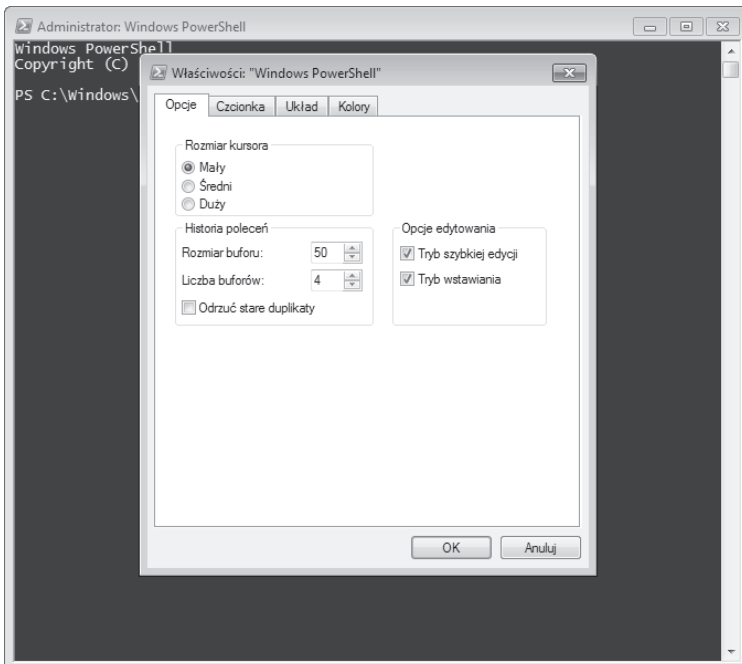 Administrator: Windows PowerShell
Windows PowerShell
Copyright (C)
PS C:\Windows\
Właściwości: "Windows PowerShell"
Opcje Czcionka Układ Kolory
Rozmiar kursora
Mały
Średni
Duży
Historia poleceń
Rozmiar buforu: 50
Liczba buforów: 4
Odrzuć stare duplikaty
Opcje edytowania
Tryb szybkiej edycji
Tryb wstawiania
OK Anuluj